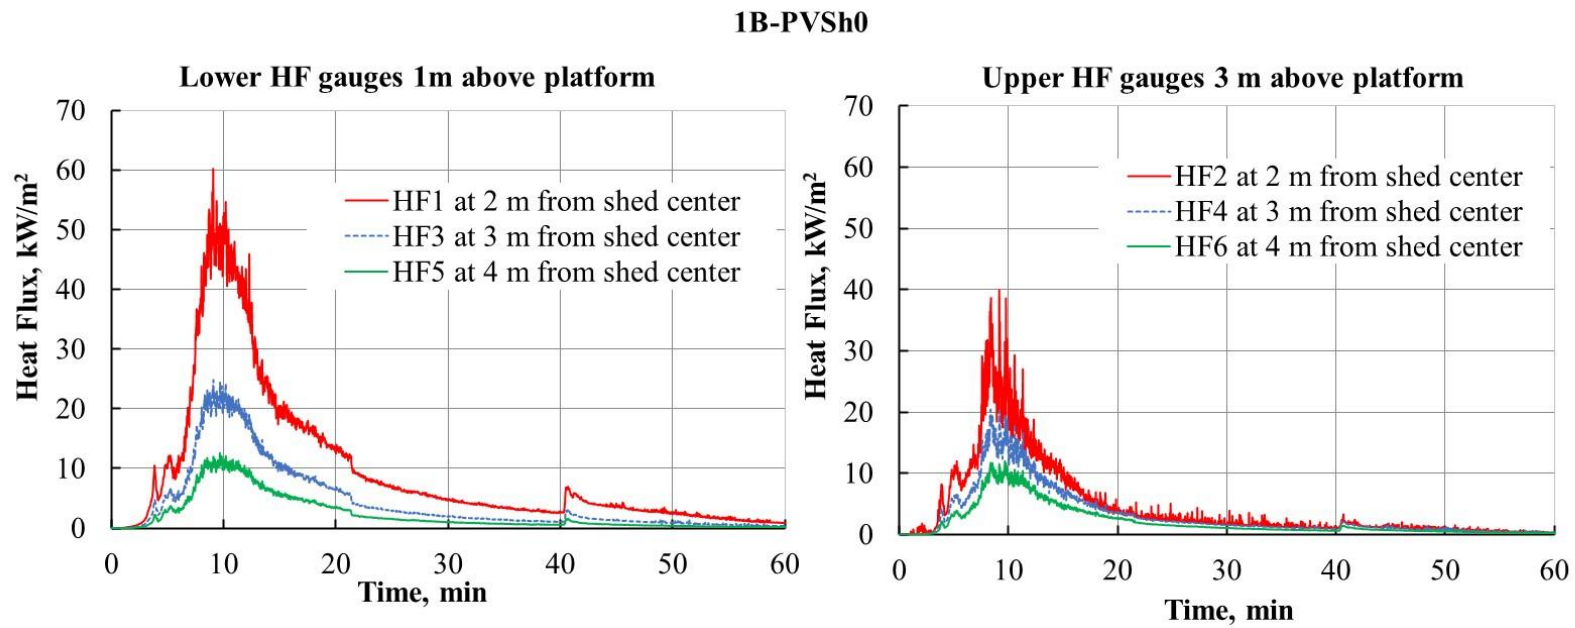 1B-PVSh0
Lower HF gauges 1m above platform
Heat Flux, kW/m²
70
60
50
40
30
20
10
0
HF1 at 2 m from shed center
HF3 at 3 m from shed center
HF5 at 4 m from shed center
0 10 20 30 40 50 60
Time, min
Upper HF gauges 3 m above platform
Heat Flux, kW/m²
70
60
50
40
30
20
10
0
HF2 at 2 m from shed center
HF4 at 3 m from shed center
HF6 at 4 m from shed center
0 10 20 30 40 50 60
Time, min